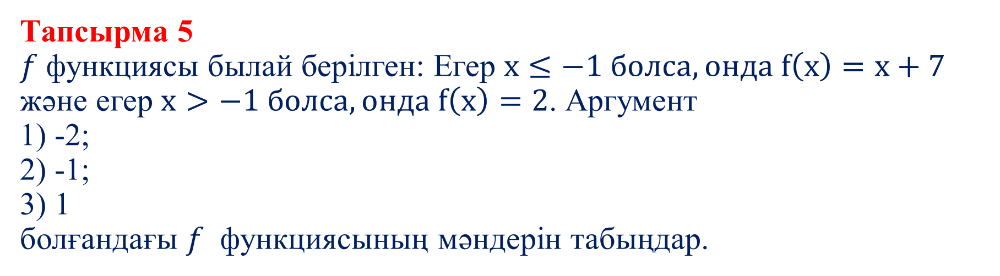 Тапсырма 5
f функциясы былай берілген: Егер x ≤ −1 болса, онда f(x) = x + 7
және егер x > −1 болса, онда f(x) = 2. Аргумент
1) -2;
2) -1;
3) 1
болғандағы f функциясының мәндерін табыңдар.